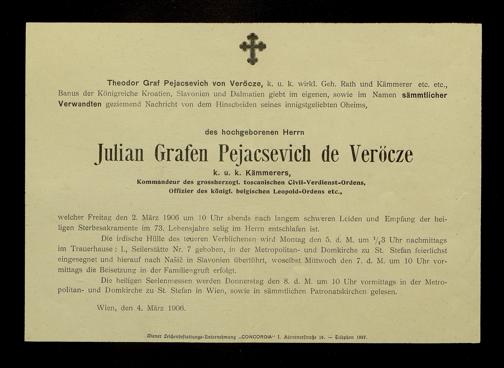 Theodor Graf Pejacsevich von Veröcze, k. u. k. wirkl. Geh. Rath und Kämmerer etc. etc.,
Banus der Königreiche Kroatien, Slavonien und Dalmatien giebt im eigenen, sowie im Namen sämmtlicher
Verwandten geziemend Nachricht von dem Hinscheiden seines innigstgeliebten Oheims,
des hochgeborenen Herrn
Julian Grafen Pejacsevich de Veröcze
k. u. k. Kämmerers,
Kommandeur des grossherzogl. toscanischen Civil-Verdienst-Ordens,
Offizier des königl. belgischen Leopold-Ordens etc.,
welcher Freitag den 2. März 1906 um 10 Uhr abends nach langem schweren Leiden und Empfang der hei-
ligen Sterbesakramente im 73. Lebensjahre selig im Herrn entschlafen ist.
Die irdische Hülle des teueren Verblichenen wird Montag den 5. d. M. um ½3 Uhr nachmittags
im Trauerhause: I., Seilerstätte Nr. 7 gehoben, in der Metropolitan- und Domkirche zu St. Stefan feierlichst
eingesegnet und hierauf nach Našić in Slavonien überführt, woselbst Mittwoch den 7. d. M. um 10 Uhr vor-
mittags die Beisetzung in der Familiengruft erfolgt.
Die heiligen Seelenmessen werden Donnerstag den 8. d. M. um 10 Uhr vormittags in der Metro-
politan- und Domkirche zu St. Stefan in Wien, sowie in sämmtlichen Patronatskirchen gelesen.
Wien, den 4. März 1906.
Wiener Leichenbestattungs-Unternehmung „CONCORDIA" I.